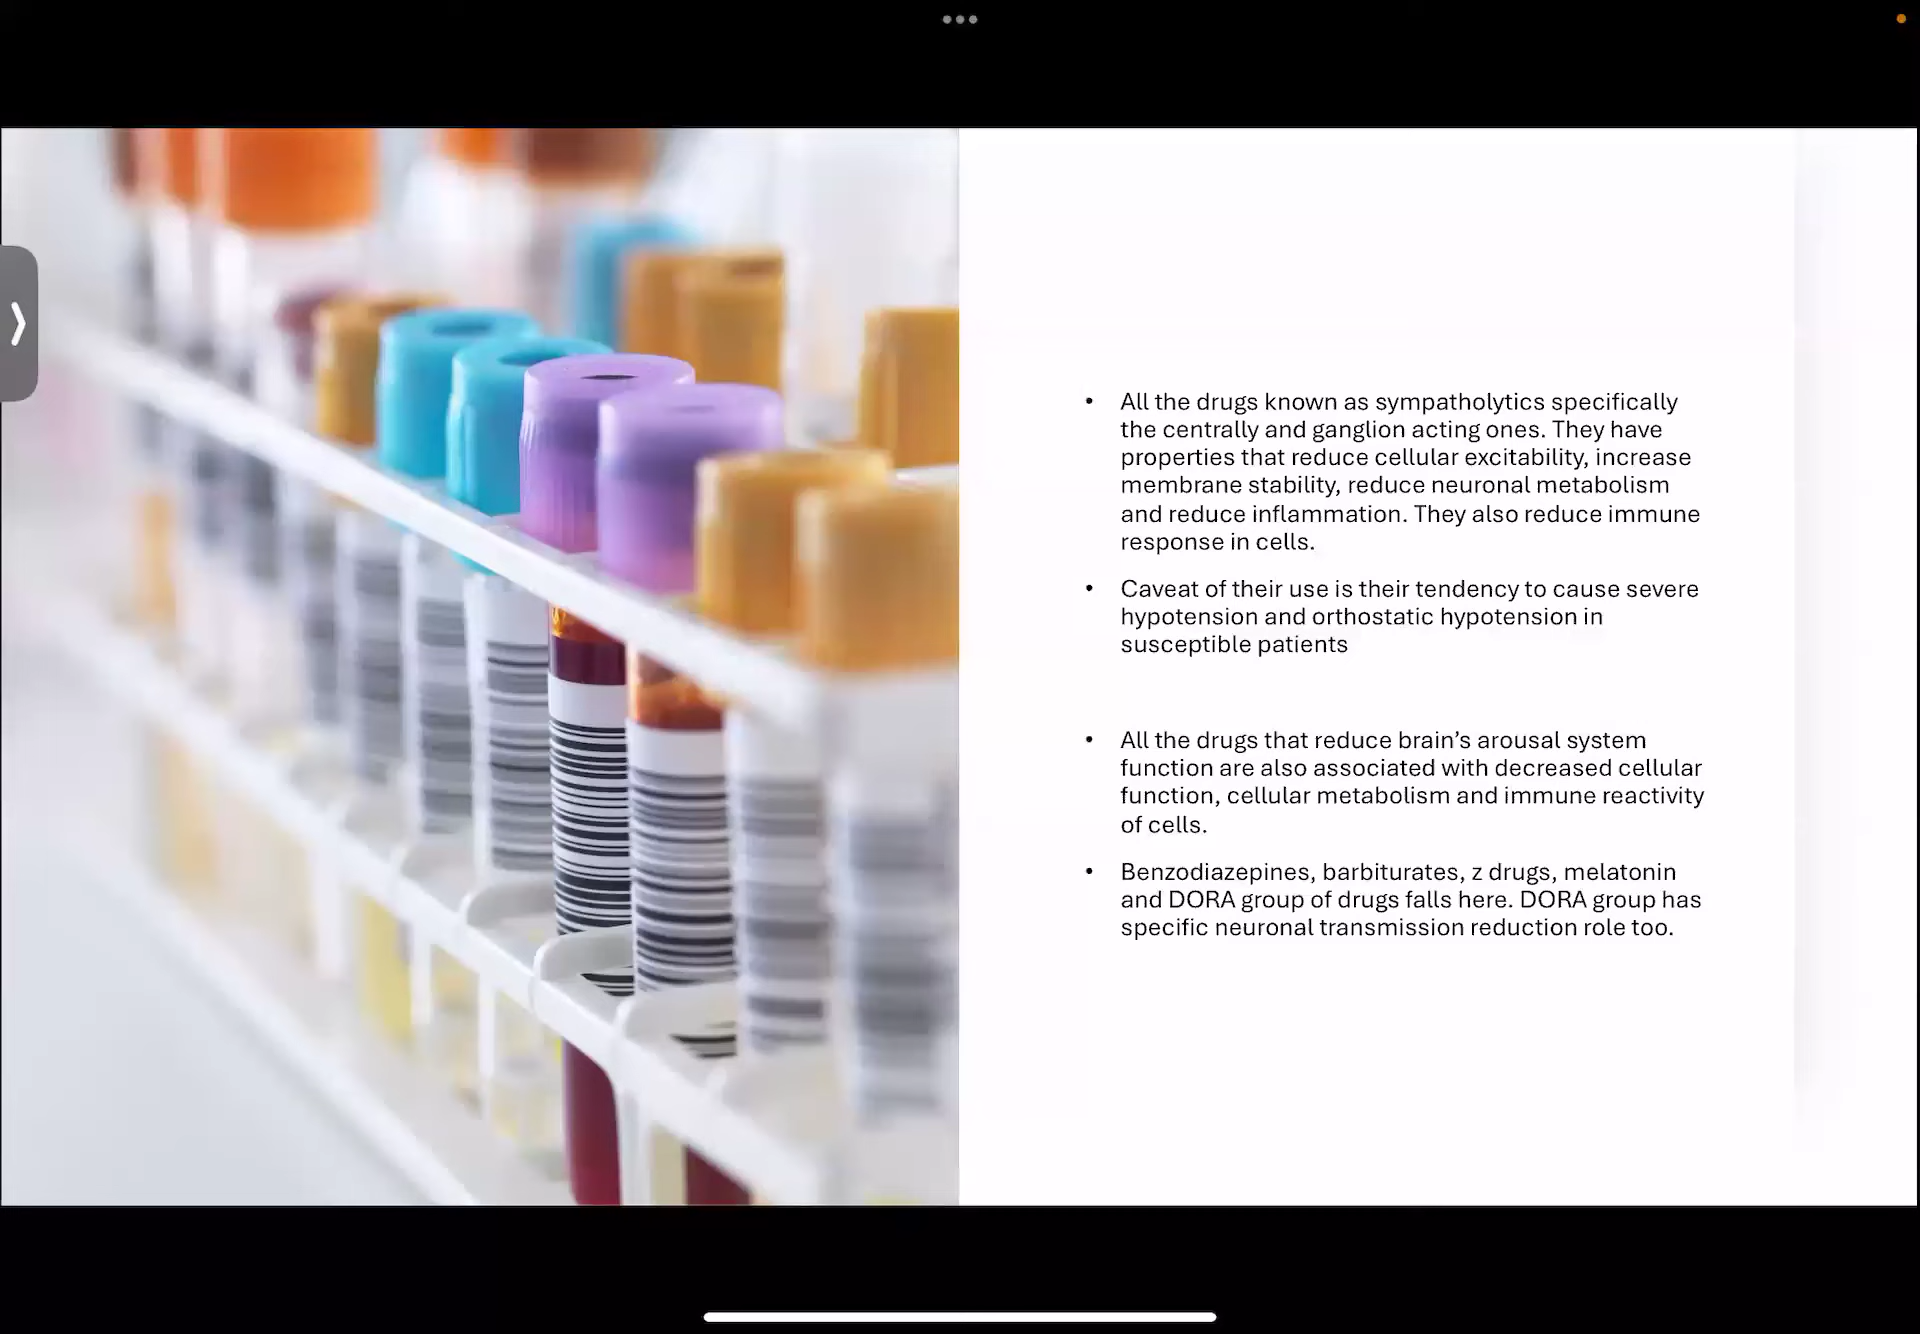 • All the drugs known as sympatholytics specifically
the centrally and ganglion acting ones. They have
properties that reduce cellular excitability, increase
membrane stability, reduce neuronal metabolism
and reduce inflammation. They also reduce immune
response in cells.
• Caveat of their use is their tendency to cause severe
hypotension and orthostatic hypotension in
susceptible patients
• All the drugs that reduce brain’s arousal system
function are also associated with decreased cellular
function, cellular metabolism and immune reactivity
of cells.
• Benzodiazepines, barbiturates, z drugs, melatonin
and DORA group of drugs falls here. DORA group has
specific neuronal transmission reduction role too.